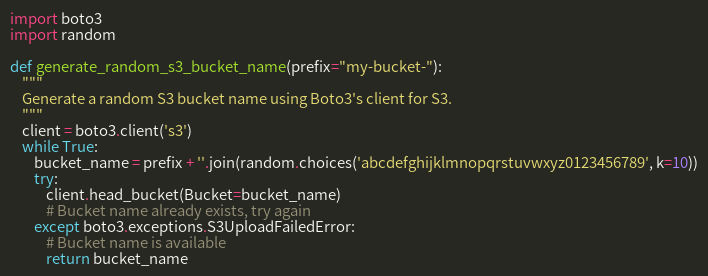 import boto3
import random
def generate_random_s3_bucket_name(prefix="my-bucket-"):
"""
Generate a random S3 bucket name using Boto3's client for S3.
"""
client = boto3.client('s3')
while True:
bucket_name = prefix + ''.join(random.choices('abcdefghijklmnopqrstuvwxyz0123456789', k=10))
try:
client.head_bucket(Bucket=bucket_name)
# Bucket name already exists, try again
except boto3.exceptions.S3UploadFailedError:
# Bucket name is available
return bucket_name